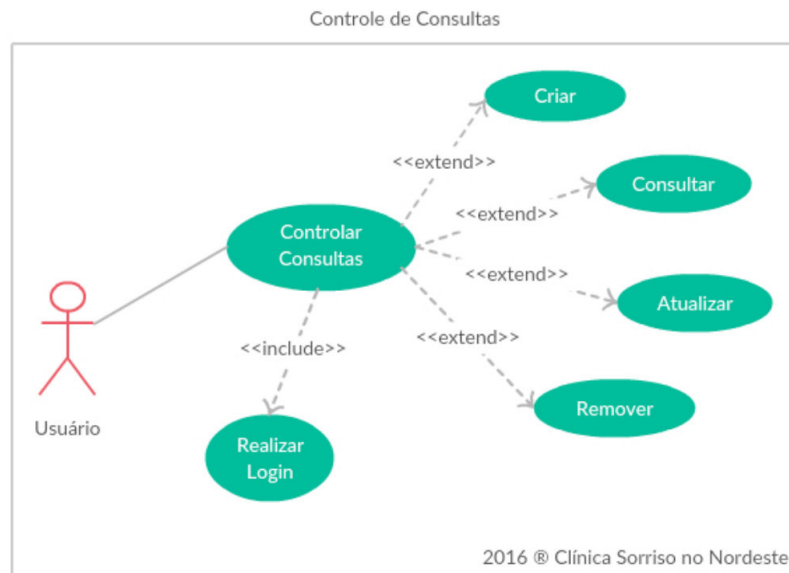 Controle de Consultas
Criar
<<extend>>
Consultar
<<extend>>
Controlar
Consultas
<<extend>>
Atualizar
<<include>>
<<extend>>
Remover
Usuário
Realizar
Login
2016 ® Clínica Sorriso no Nordeste